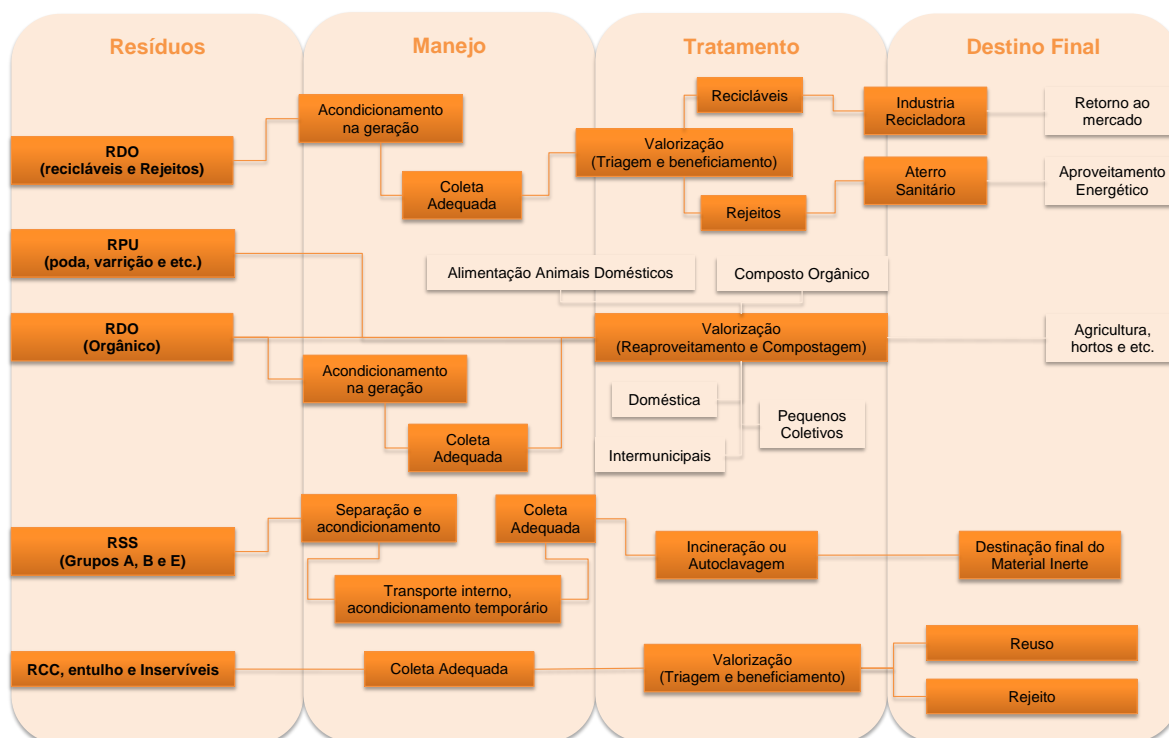 Resíduos
Manejo
Tratamento
Destino Final
RDO
(recicláveis e Rejeitos)
Acondicionamento
na geração
Coleta
Adequada
Valorização
(Triagem e beneficiamento)
Recicláveis
Rejeitos
Industria
Recicladora
Retorno ao
mercado
Aterro
Sanitário
Aproveitamento
Energético
RPU
(poda, varrição e etc.)
Alimentação Animais Domésticos
Composto Orgânico
RDO
(Orgânico)
Acondicionamento
na geração
Coleta
Adequada
Valorização
(Reaproveitamento e Compostagem)
Agricultura,
hortos e etc.
Doméstica
Pequenos
Coletivos
Intermunicipais
RSS
(Grupos A, B e E)
Separação e
acondicionamento
Transporte interno,
acondicionamento temporário
Coleta
Adequada
Incineração ou
Autoclavagem
Destinação final do
Material Inerte
RCC, entulho e Inservíveis
Coleta Adequada
Valorização
(Triagem e beneficiamento)
Reuso
Rejeito